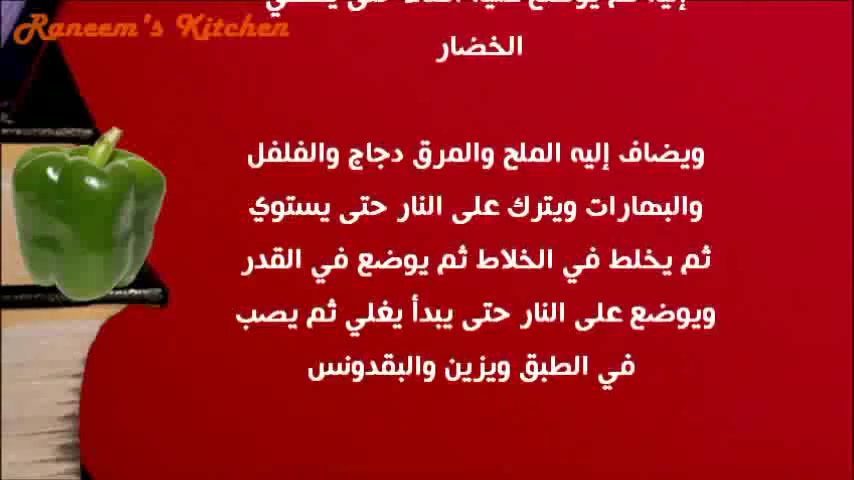 Raneem's Kitchen
الخضار
ويضاف إليه الملح والمرق دجاج والفلفل
والبهارات ويترك على النار حتى يستوي
ثم يخلط في الخلاط ثم يوضع في القدر
ويوضع على النار حتى يبدأ يغلي ثم يصب
في الطبق ويزين والبقدونس